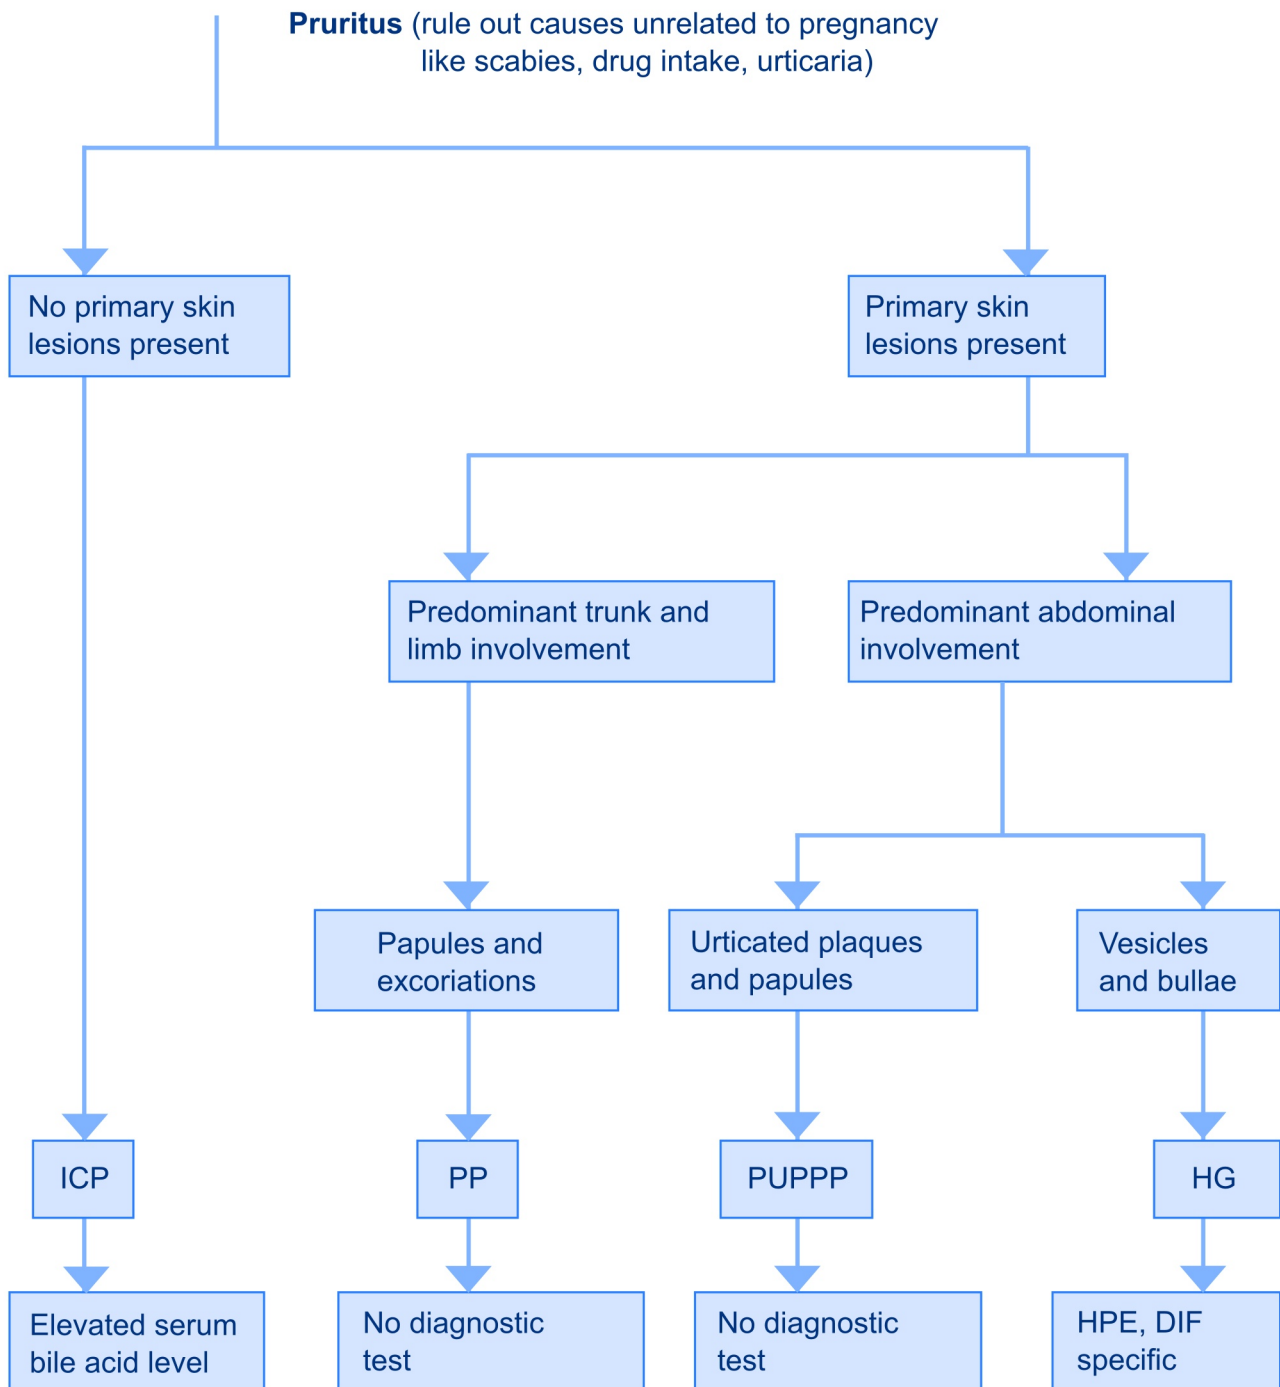 Pruritus (rule out causes unrelated to pregnancy
like scabies, drug intake, urticaria)
No primary skin
lesions present
Primary skin
lesions present
Predominant trunk and
limb involvement
Predominant abdominal
involvement
Papules and
excoriations
Urticated plaques
and papules
Vesicles
and bullae
ICP
PP
PUPPP
HG
Elevated serum
bile acid level
No diagnostic
test
No diagnostic
test
HPE, DIF
specific